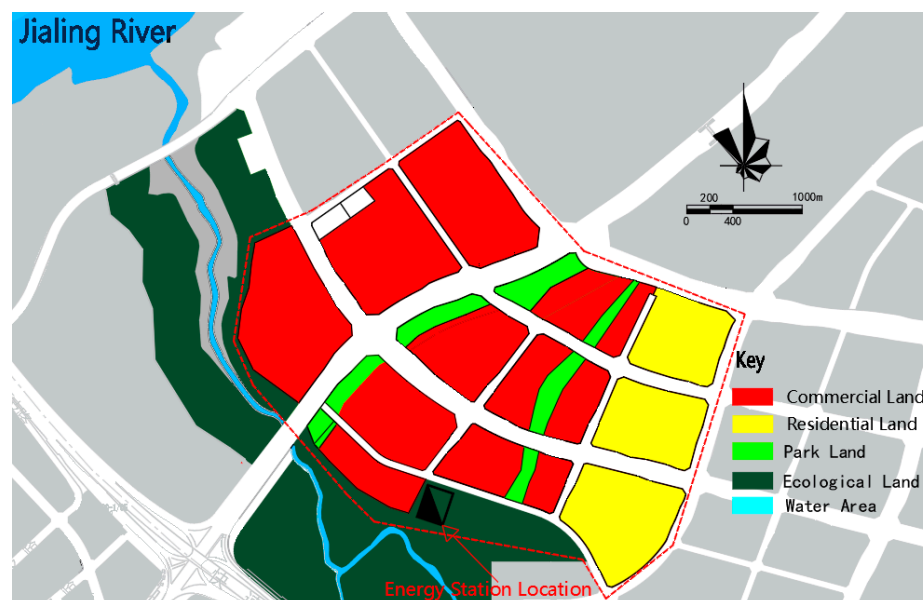 Jialing River
200 1000m
0 400
Key
Commercial Land
Residential Land
Park Land
Ecological Land
Water Area
Energy Station Location